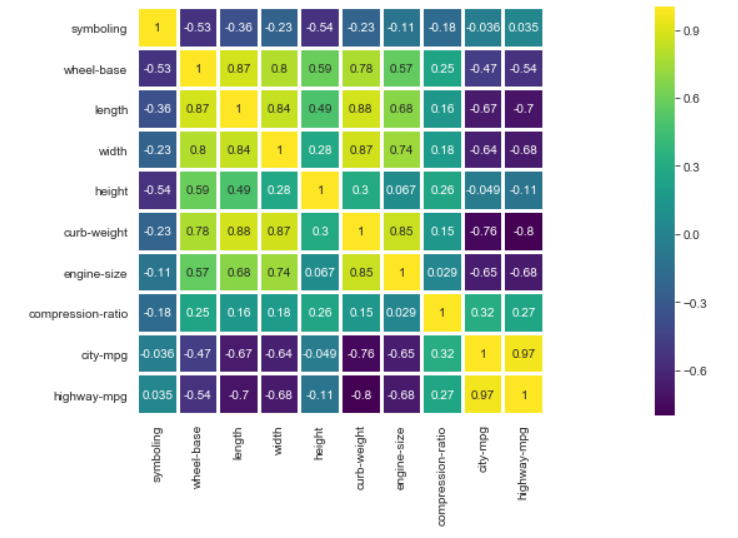 symboling 1 -0.53 -0.36 -0.23 -0.54 -0.23 -0.11 -0.18 -0.036 0.035
wheel-base -0.53 1 0.87 0.8 0.59 0.78 0.57 0.25 -0.47 -0.54
length -0.36 0.87 1 0.84 0.49 0.88 0.68 0.16 -0.67 -0.7
width -0.23 0.8 0.84 1 0.28 0.87 0.74 0.18 -0.64 -0.68
height -0.54 0.59 0.49 0.28 1 0.3 0.067 0.26 -0.049 -0.11
curb-weight -0.23 0.78 0.88 0.87 0.3 1 0.85 0.15 -0.76 -0.8
engine-size -0.11 0.57 0.68 0.74 0.067 0.85 1 0.029 -0.65 -0.68
compression-ratio -0.18 0.25 0.16 0.18 0.26 0.15 0.029 1 0.32 0.27
city-mpg -0.036 -0.47 -0.67 -0.64 -0.049 -0.76 -0.65 0.32 1 0.97
highway-mpg 0.035 -0.54 -0.7 -0.68 -0.11 -0.8 -0.68 0.27 0.97 1
symboling
wheel-base
length
width
height
curb-weight
engine-size
compression-ratio
city-mpg
highway-mpg
0.9
0.6
0.3
0.0
−0.3
−0.6